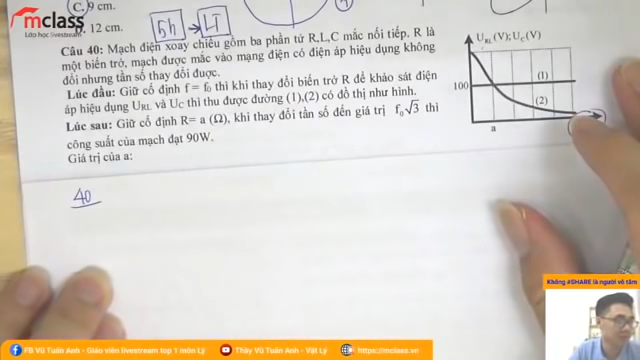 mclass
Lớp học livestream
C. 9 cm.
D. 12 cm.
5h → LT
Câu 40: Mạch điện xoay chiều gồm ba phần tử R,L,C mắc nối tiếp. R là
một biến trở, mạch được mắc vào mạng điện có điện áp hiệu dụng không
đổi nhưng tần số thay đổi được.
Lúc đầu: Giữ cố định f = f₀ thì khi thay đổi biến trở R để khảo sát điện
áp hiệu dụng URL và UC thì thu được đường (1),(2) có đồ thị như hình.
Lúc sau: Giữ cố định R= a (Ω), khi thay đổi tần số đến giá trị f₀√3 thì
công suất của mạch đạt 90W.
Giá trị của a:
URL(V);UC(V)
100
(1)
(2)
a
40
Không #SHARE là người vô tâm
FB Vũ Tuấn Anh - Giáo viên livestream top 1 môn Lý
Thầy Vũ Tuấn Anh - Vật Lý
https://mclass.vn